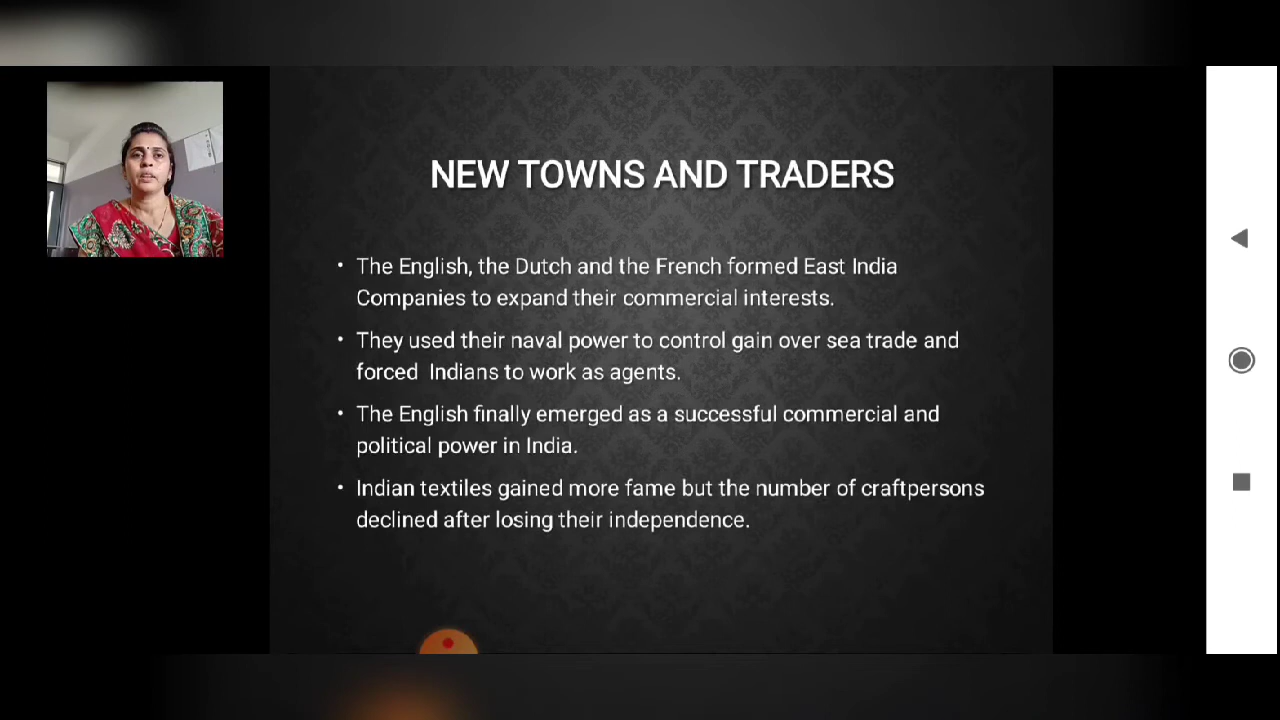 NEW TOWNS AND TRADERS
• The English, the Dutch and the French formed East India
Companies to expand their commercial interests.
• They used their naval power to control gain over sea trade and
forced Indians to work as agents.
• The English finally emerged as a successful commercial and
political power in India.
• Indian textiles gained more fame but the number of craftpersons
declined after losing their independence.